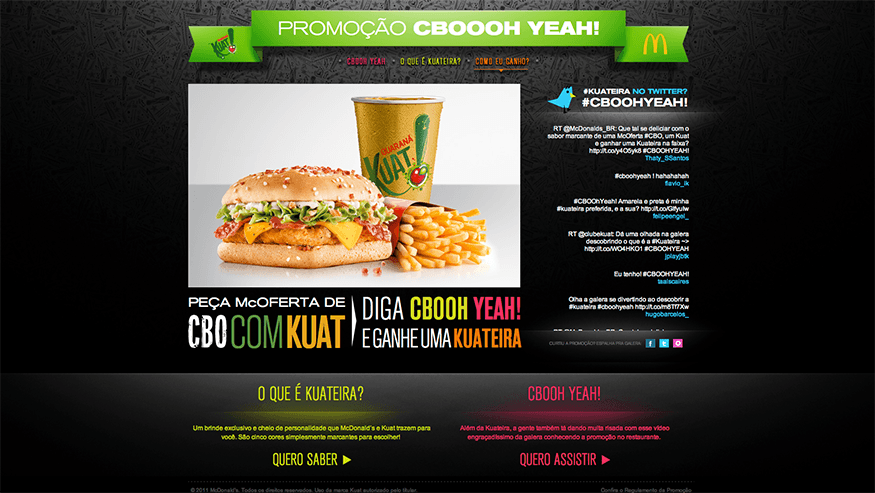 PROMOÇÃO CBOOOH YEAH!
KUAT!
CBOOH YEAH
O QUE É KUATEIRA?
COMO EU GANHO?
GUARANÁ
KUAT!
PEÇA McOFERTA DE
CBO COM KUAT
DIGA CBOOH YEAH!
E GANHE UMA KUATEIRA
#KUATEIRA NO TWITTER?
#CBOOHYEAH!
RT @McDonalds_BR: Que tal se deliciar com o
sabor marcante de uma McOferta #CBO, um Kuat
e ganhar uma Kuateira na faixa?
http://t.co/y4O5yk8 #CBOOHYEAH!
Thaty_SSantos
#cboohyeah ! hahahahah
flavio_ik
#CBOOhYeah! Amarela e preta é minha
#kuateira preferida, e a sua? http://t.co/Glfyuiw
felipeengel_
RT @clubekuat: Dá uma olhada na galera
descobrindo o que é a #Kuateira ~>
http://t.co/WO4HKO1 #CBOOHYEAH!
jplayjbtk
Eu tenho! #CBOOHYEAH!
taaiscaires
Olha a galera se divertindo ao descobrir a
#kuateira #cboohyeah http://t.co/m8Tf7Xw
hugobarcelos_
CURTIU A PROMOÇÃO? ESPALHA PRA GALERA:
O QUE É KUATEIRA?
Um brinde exclusivo e cheio de personalidade que McDonald's e Kuat trazem para
você. São cinco cores simplesmente marcantes para escolher!
QUERO SABER
CBOOH YEAH!
Além da Kuateira, a gente também tá dando muita risada com esse vídeo
engraçadíssimo da galera conhecendo a promoção no restaurante.
QUERO ASSISTIR
© 2011 McDonald's. Todos os direitos reservados. Uso da marca Kuat autorizado pelo titular.
Confira o Regulamento da Promoção